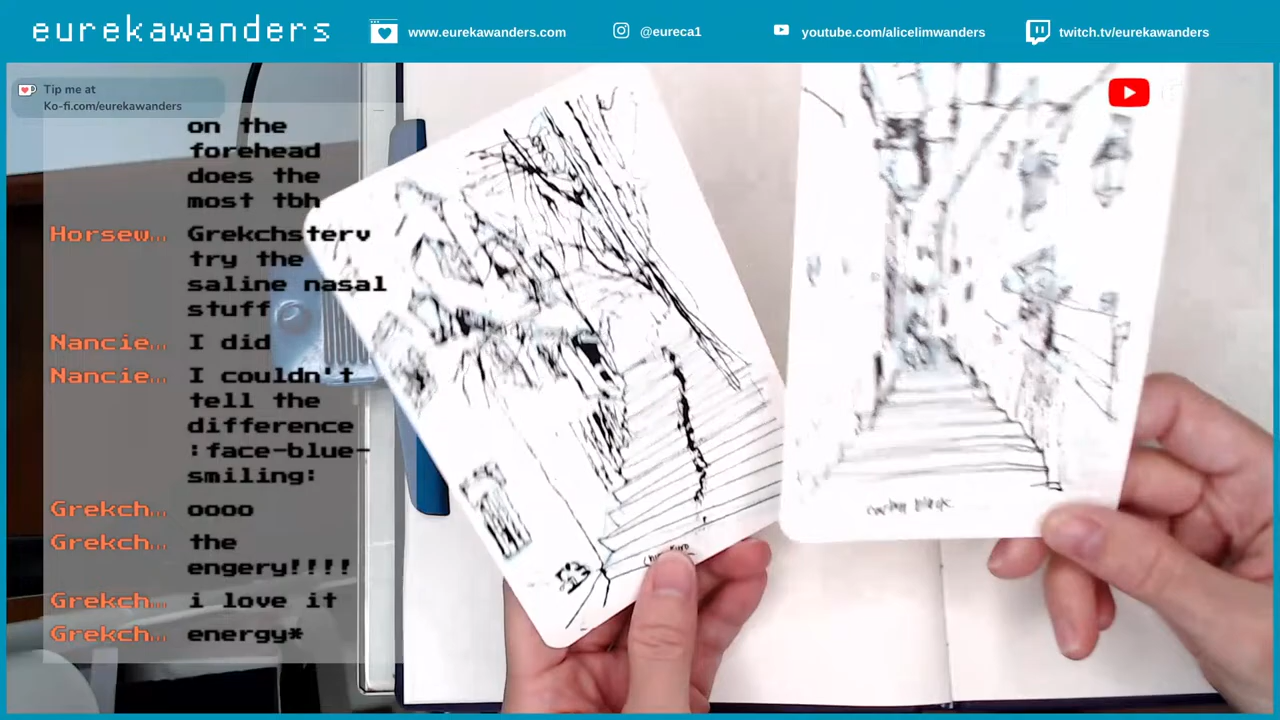 eurekawanders
www.eurekawanders.com
@eureca1
youtube.com/alicelimwanders
twitch.tv/eurekawanders
Tip me at
Ko-fi.com/eurekawanders
on the
forehead
does the
most tbh
Horsew... Grekchsterv
try the
saline nasal
stuff
Nancie... I did
Nancie... I couldn't
tell the
difference
:face-blue-
smiling:
Grekch... oooo
Grekch... the
engery!!!!
Grekch... i love it
Grekch... energy*